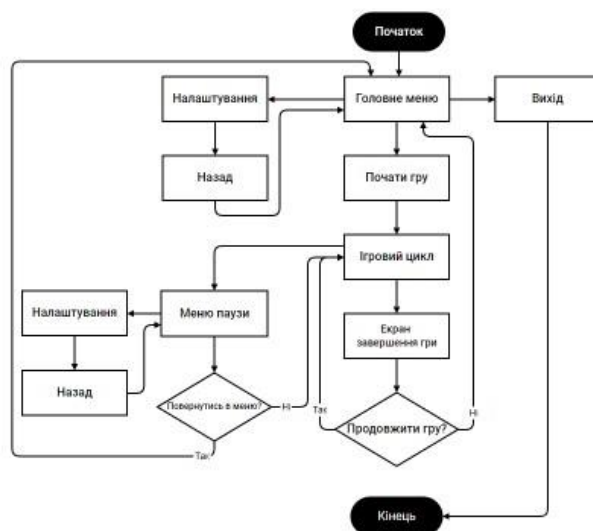 Початок
Налаштування
Головне меню
Вихід
Назад
Почати гру
Ігровий цикл
Налаштування
Меню паузи
Екран
завершення гри
Назад
Повернутись в меню?
Ні
Так
Продовжити гру?
Ні
Так
Кінець